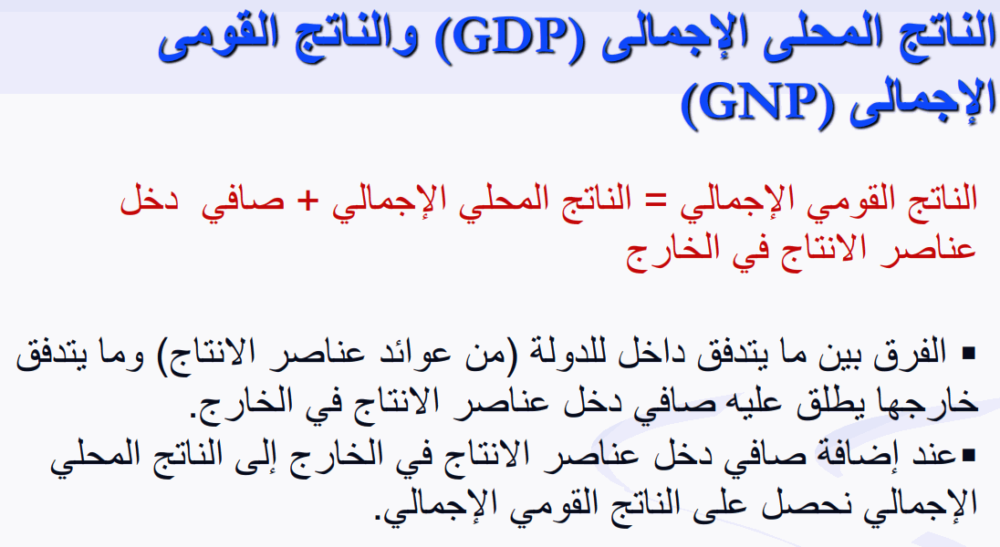 الناتج المحلى الإجمالى (GDP) والناتج القومى
الإجمالى (GNP)
الناتج القومي الإجمالي = الناتج المحلي الإجمالي + صافي دخل
عناصر الانتاج في الخارج
▪ الفرق بين ما يتدفق داخل للدولة (من عوائد عناصر الانتاج) وما يتدفق
خارجها يطلق عليه صافي دخل عناصر الانتاج في الخارج.
▪عند إضافة صافي دخل عناصر الانتاج في الخارج إلى الناتج المحلي
الإجمالي نحصل على الناتج القومي الإجمالي.